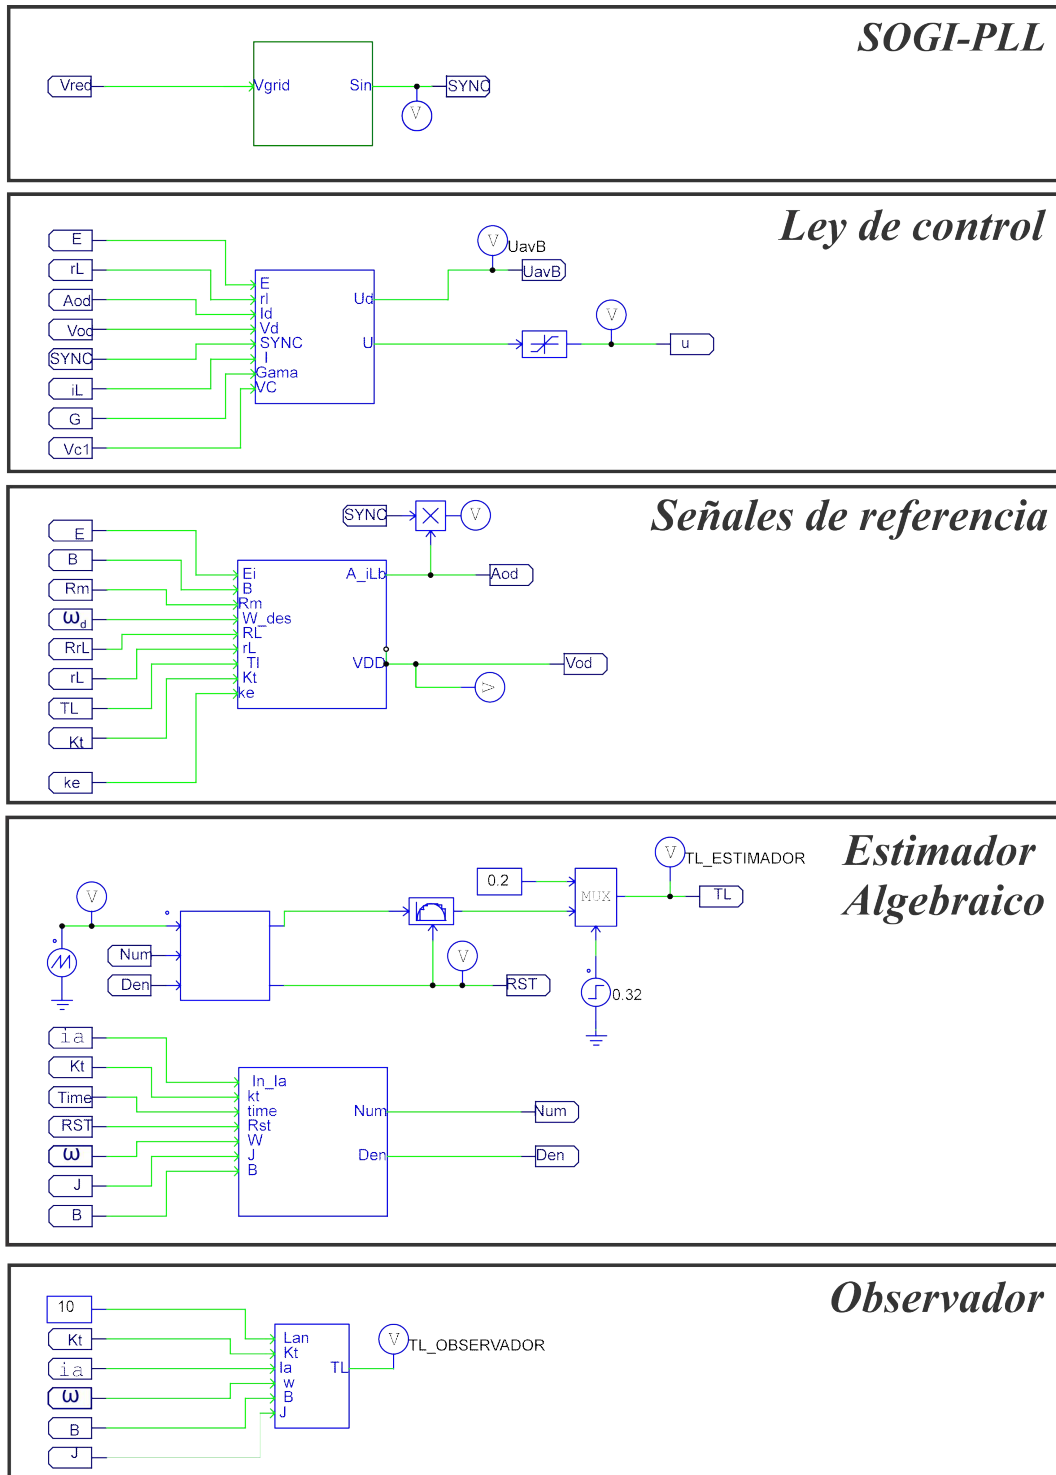 SOGI-PLL
Vred
Vgrid
Sin
SYNC
V
Ley de control
E
rL
Aod
Vod
SYNC
iL
G
Vc1
E
rl
Id
Vd
SYNC
I
Gama
VC
Ud
U
V
UavB
UavB
V
u
Señales de referencia
E
B
Rm
ωd
RrL
rL
TL
Kt
ke
Ei
B
Rm
W_des
RL
rL
Tl
Kt
ke
A_iLb
VDD
SYNC
V
Aod
Vod
V
Estimador
Algebraico
V
Num
Den
V
RST
0.2
MUX
V
TL_ESTIMADOR
TL
0.32
ia
Kt
Time
RST
ω
J
B
In_Ia
kt
time
Rst
W
J
B
Num
Den
Num
Den
Observador
10
Kt
ia
ω
B
J
Lan
Kt
Ia
w
B
J
TL
V
TL_OBSERVADOR